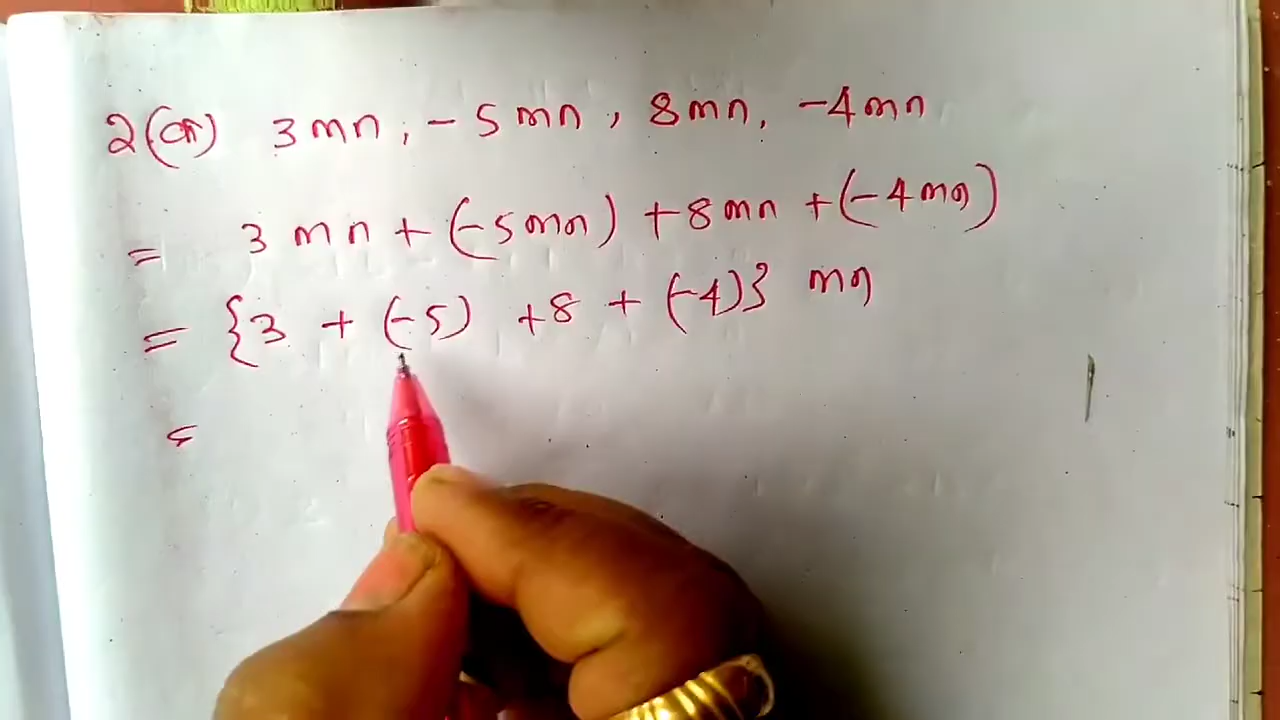 2(क) 3mn, -5mn, 8mn, -4mn
= 3mn + (-5mn) + 8mn + (-4mn)
= {3 + (-5) + 8 + (-4)} mn
=